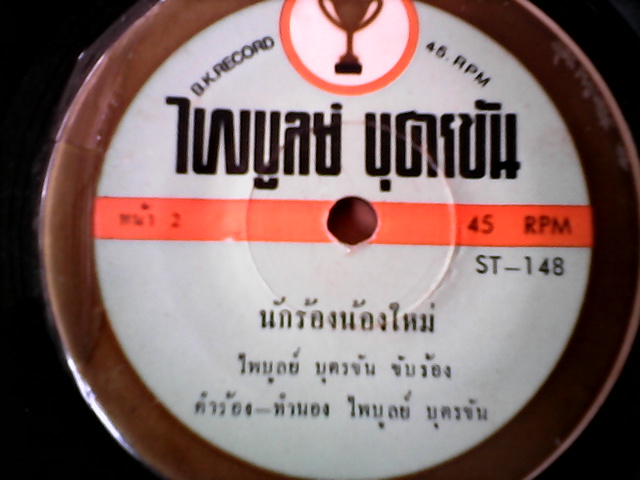 B.K.RECORD
45.RPM
ไพบูลย์ บุตรขัน
หน้า 2
45 RPM
ST-148
นักร้องน้องใหม่
ไพบูลย์ บุตรขัน ขับร้อง
คำร้อง-ทำนอง ไพบูลย์ บุตรขัน